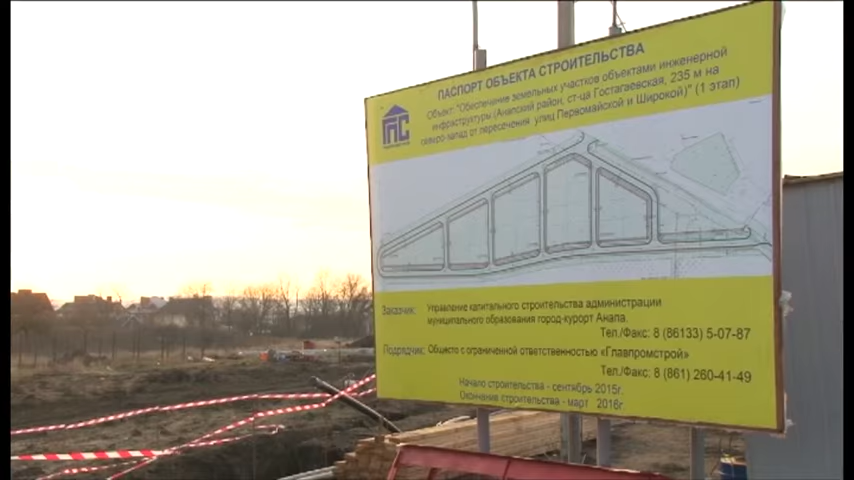 ПАСПОРТ ОБЪЕКТА СТРОИТЕЛЬСТВА
Объект: "Обеспечение земельных участков объектами инженерной
инфраструктуры (Анапский район, ст-ца Гостагаевская, 235 м на
северо-запад от пересечения улиц Первомайской и Широкой)" (1 этап)
ГПС
Заказчик: Управление капитального строительства администрации
муниципального образования город-курорт Анапа.
Тел./Факс: 8 (86133) 5-07-87
Подрядчик: Общесто с ограниченной ответственностью «Главпромстрой»
Тел./Факс: 8 (861) 260-41-49
Начало строительства - сентябрь 2015г.
Окончание строительства - март 2016г